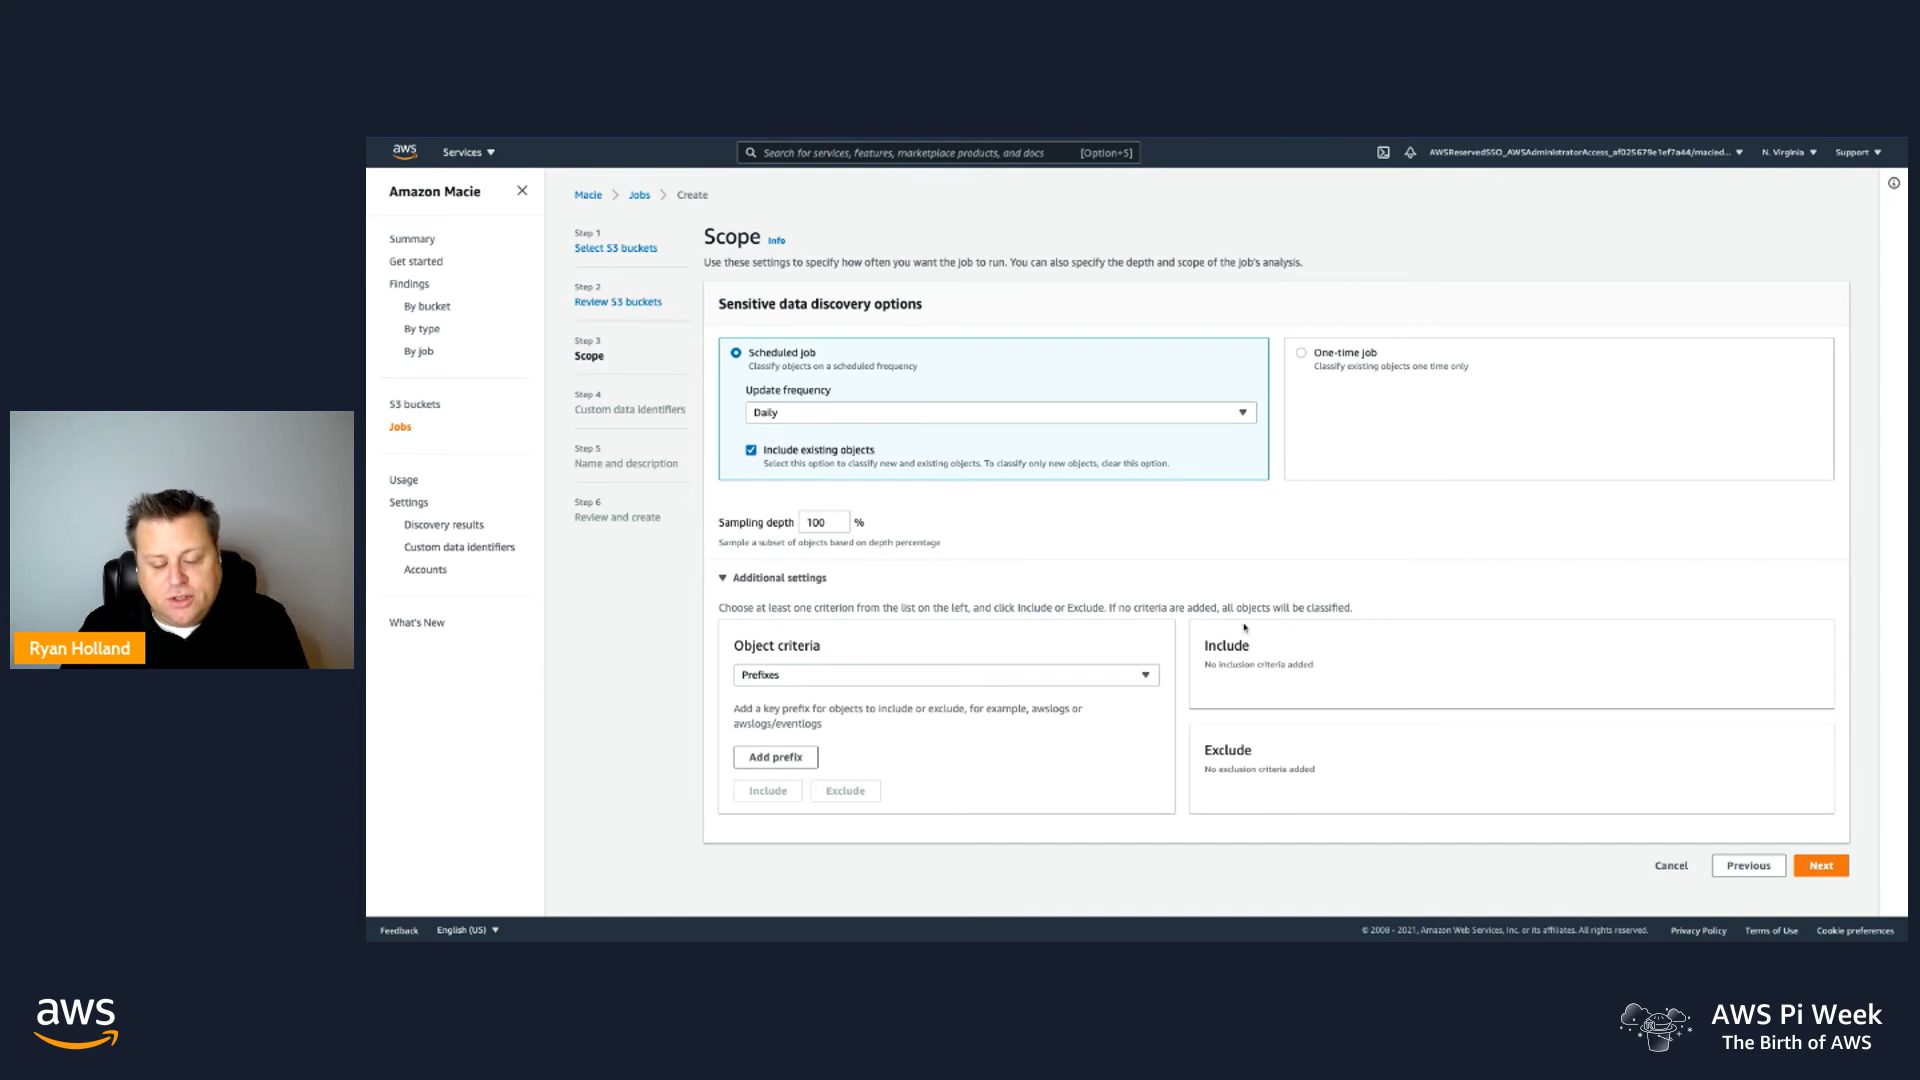 aws
Services
Search for services, features, marketplace products, and docs [Option+S]
AWSReservedSSO_AWSAdministratorAccess_af025679e1ef7a44/macied...
N. Virginia
Support
Amazon Macie
Summary
Get started
Findings
By bucket
By type
By job
S3 buckets
Jobs
Usage
Settings
Discovery results
Custom data identifiers
Accounts
What's New
Macie > Jobs > Create
Step 1
Select S3 buckets
Step 2
Review S3 buckets
Step 3
Scope
Step 4
Custom data identifiers
Step 5
Name and description
Step 6
Review and create
Scope Info
Use these settings to specify how often you want the job to run. You can also specify the depth and scope of the job's analysis.
Sensitive data discovery options
Scheduled job
Classify objects on a scheduled frequency
Update frequency
Daily
Include existing objects
Select this option to classify new and existing objects. To classify only new objects, clear this option.
One-time job
Classify existing objects one time only
Sampling depth 100 %
Sample a subset of objects based on depth percentage
Additional settings
Choose at least one criterion from the list on the left, and click Include or Exclude. If no criteria are added, all objects will be classified.
Object criteria
Prefixes
Add a key prefix for objects to include or exclude, for example, awslogs or
awslogs/eventlogs
Add prefix
Include Exclude
Include
No inclusion criteria added
Exclude
No exclusion criteria added
Cancel Previous Next
Feedback English (US)
© 2008 - 2021, Amazon Web Services, Inc. or its affiliates. All rights reserved. Privacy Policy Terms of Use Cookie preferences
Ryan Holland
aws
AWS Pi Week
The Birth of AWS